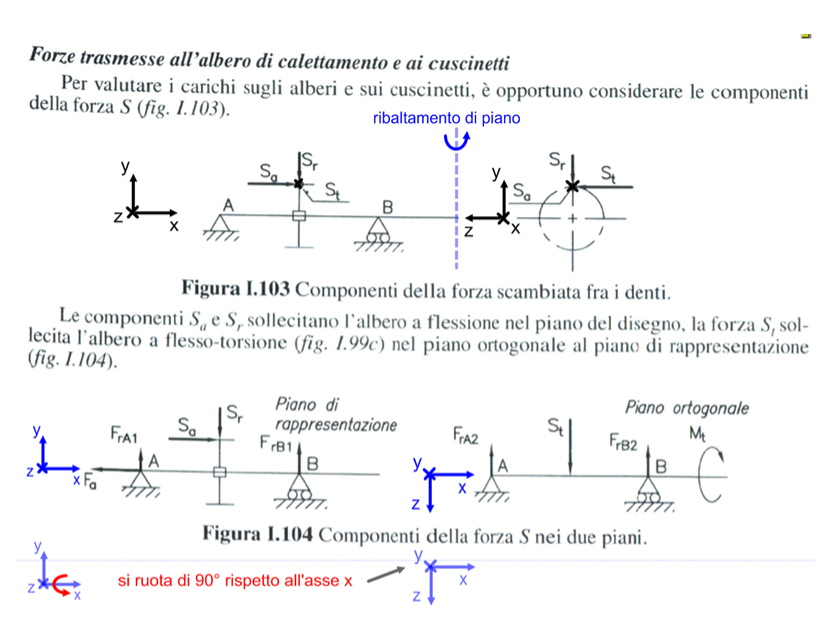 Forze trasmesse all'albero di calettamento e ai cuscinetti
Per valutare i carichi sugli alberi e sui cuscinetti, è opportuno considerare le componenti
della forza S (fig. I.103).
ribaltamento di piano
y
z
x
Sa
Sr
St
A
B
y
z
x
Sa
Sr
St
Figura I.103 Componenti della forza scambiata fra i denti.
Le componenti Sa e Sr sollecitano l'albero a flessione nel piano del disegno, la forza St sol-
lecita l'albero a flesso-torsione (fig. I.99c) nel piano ortogonale al piano di rappresentazione
(fig. I.104).
y
z
x
Fa
FrA1
A
Sa
Sr
Piano di
rappresentazione
FrB1
B
y
z
x
FrA2
A
St
Piano ortogonale
FrB2
B
Mt
Figura I.104 Componenti della forza S nei due piani.
y
z
x
si ruota di 90° rispetto all'asse x
y
z
x